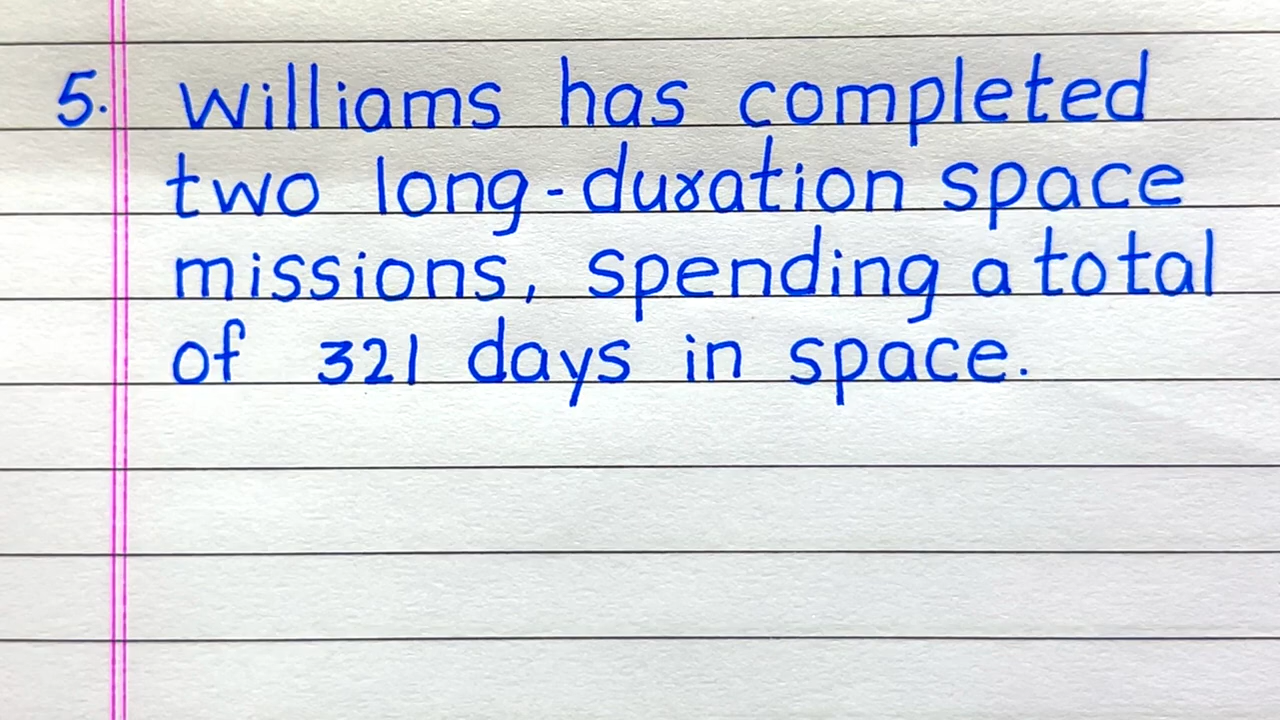 5. Williams has completed
two long-duration space
missions, spending a total
of 321 days in space.